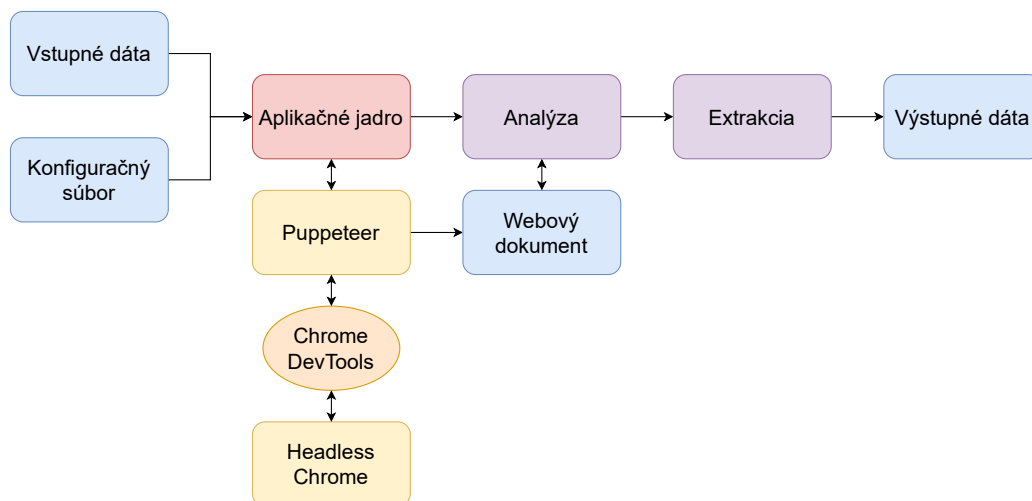 Vstupné dáta
Konfiguračný
súbor
Aplikačné jadro
Analýza
Extrakcia
Výstupné dáta
Puppeteer
Webový
dokument
Chrome
DevTools
Headless
Chrome